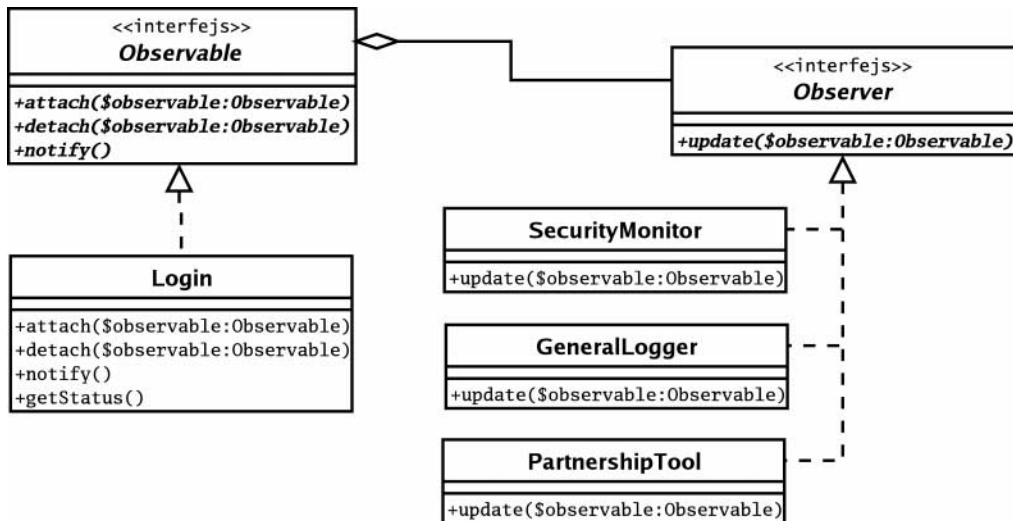 <<interfejs>>
Observable
+attach($observable:Observable)
+detach($observable:Observable)
+notify()
<<interfejs>>
Observer
+update($observable:Observable)
Login
+attach($observable:Observable)
+detach($observable:Observable)
+notify()
+getStatus()
SecurityMonitor
+update($observable:Observable)
GeneralLogger
+update($observable:Observable)
PartnershipTool
+update($observable:Observable)